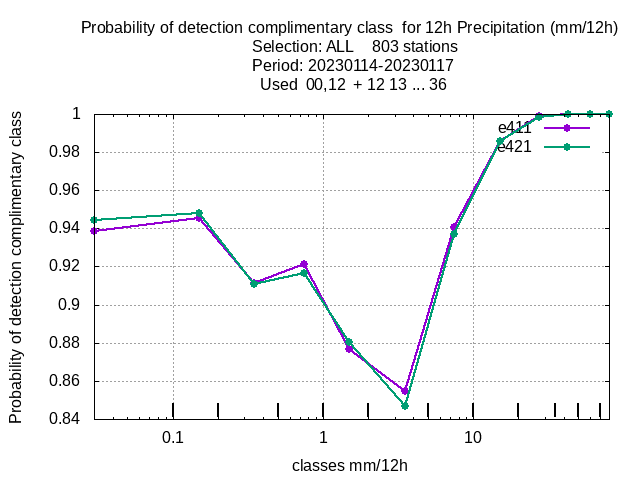 Probability of detection complimentary class  for 12h Precipitation (mm/12h)
Selection: ALL    803 stations
Period: 20230114-20230117
Used  00,12  + 12 13 ... 36
Probability of detection complimentary class
1
0.98
0.96
0.94
0.92
0.9
0.88
0.86
0.84
e411
e421
0.1
1
10
classes mm/12h